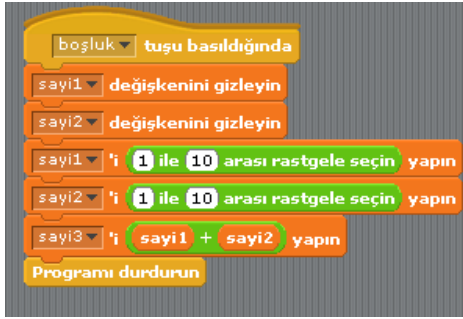 boşluk tuşu basıldığında
sayi1 değişkenini gizleyin
sayi2 değişkenini gizleyin
sayi1 'i 1 ile 10 arası rastgele seçin yapın
sayi2 'i 1 ile 10 arası rastgele seçin yapın
sayi3 'i sayi1 + sayi2 yapın
Programı durdurun